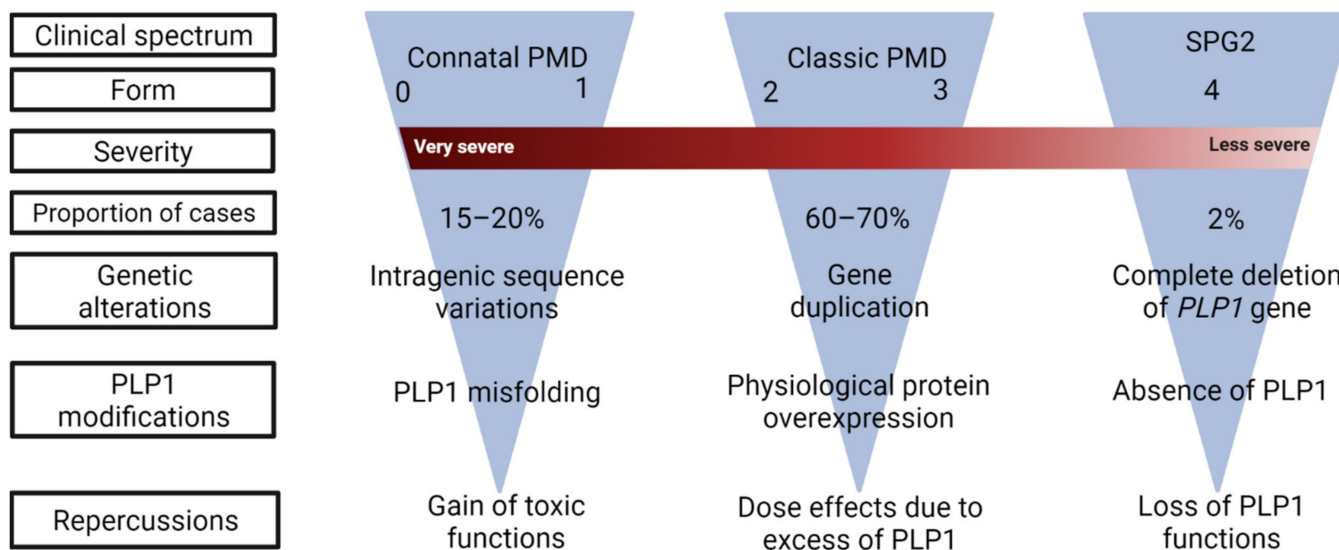 Clinical spectrum
Connatal PMD
Classic PMD
SPG2
Form
0
1
2
3
4
Severity
Very severe
Less severe
Proportion of cases
15–20%
60–70%
2%
Genetic
alterations
Intragenic sequence
variations
Gene
duplication
Complete deletion
of PLP1 gene
PLP1
modifications
PLP1 misfolding
Physiological protein
overexpression
Absence of PLP1
Repercussions
Gain of toxic
functions
Dose effects due to
excess of PLP1
Loss of PLP1
functions